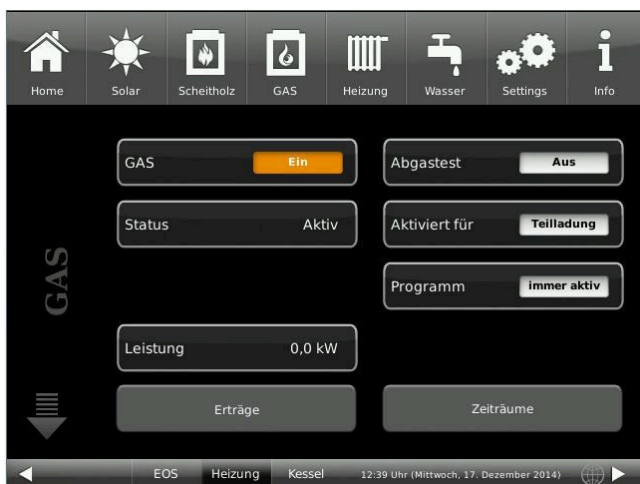 Home Solar Scheitholz GAS Heizung Wasser Settings Info
GAS Ein
Abgastest Aus
Status Aktiv
Aktiviert für Teilladung
GAS
Programm immer aktiv
Leistung 0,0 kW
Erträge
Zeiträume
EOS Heizung Kessel 12:39 Uhr (Mittwoch, 17. Dezember 2014)